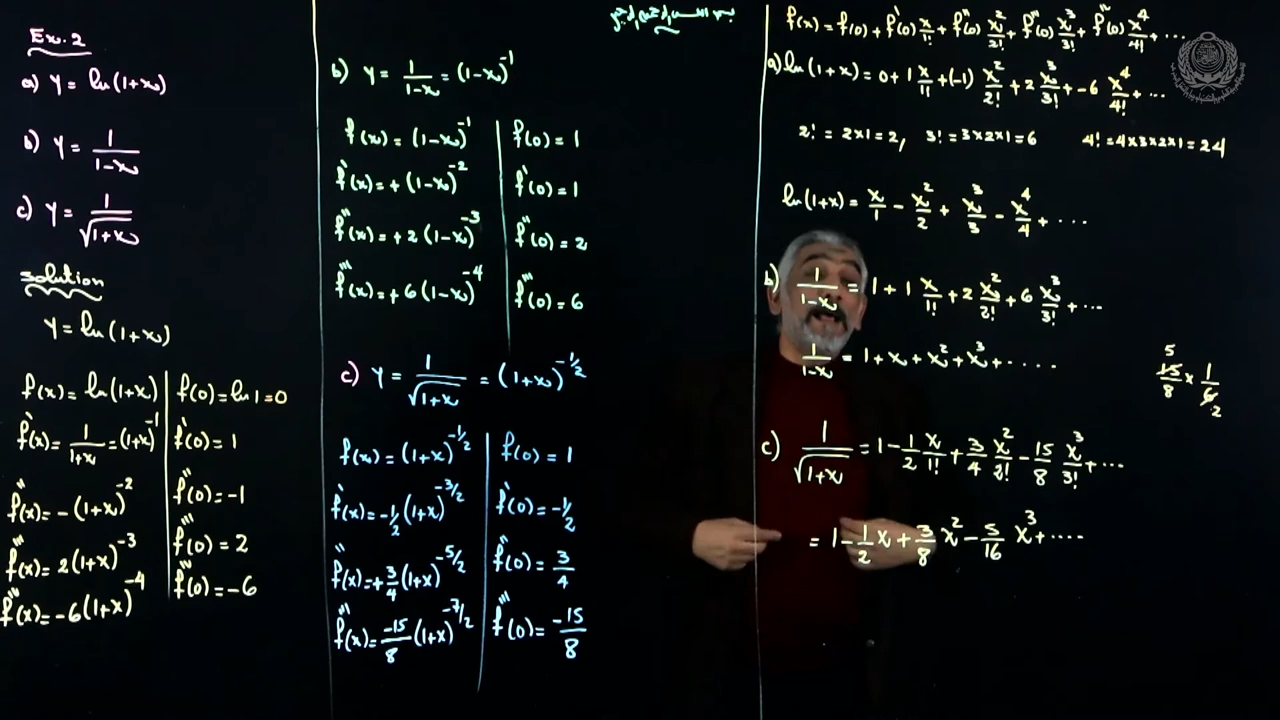 Ex. 2
a) y = ln(1+x)
b) y = 1/(1-x)
c) y = 1/√(1+x)
solution
y = ln(1+x)
f(x) = ln(1+x) | f(0) = ln 1 = 0
f'(x) = 1/(1+x) = (1+x)^-1 | f'(0) = 1
f''(x) = -(1+x)^-2 | f''(0) = -1
f'''(x) = 2(1+x)^-3 | f'''(0) = 2
f''''(x) = -6(1+x)^-4 | f''''(0) = -6
b) y = 1/(1-x) = (1-x)^-1
f(x) = (1-x)^-1 | f(0) = 1
f'(x) = +(1-x)^-2 | f'(0) = 1
f''(x) = +2(1-x)^-3 | f''(0) = 2
f'''(x) = +6(1-x)^-4 | f'''(0) = 6
c) y = 1/√(1+x) = (1+x)^-1/2
f(x) = (1+x)^-1/2 | f(0) = 1
f'(x) = -1/2 (1+x)^-3/2 | f'(0) = -1/2
f''(x) = +3/4 (1+x)^-5/2 | f''(0) = 3/4
f'''(x) = -15/8 (1+x)^-7/2 | f'''(0) = -15/8
f(x) = f(0) + f'(0) x/1! + f''(0) x²/2! + f'''(0) x³/3! + f''''(0) x⁴/4! + ...
a) ln(1+x) = 0 + 1 x/1! + (-1) x²/2! + 2 x³/3! + -6 x⁴/4! + ...
2! = 2×1 = 2, 3! = 3×2×1 = 6 4! = 4×3×2×1 = 24
ln(1+x) = x/1 - x²/2 + x³/3 - x⁴/4 + ...
b) 1/(1-x) = 1 + 1 x/1! + 2 x²/2! + 6 x³/3! + ...
1/(1-x) = 1 + x + x² + x³ + .....
5
15/8 × 1/6
2
c) 1/√(1+x) = 1 - 1/2 x/1! + 3/4 x²/2! - 15/8 x³/3! + ...
= 1 - 1/2 x + 3/8 x² - 5/16 x³ + ....